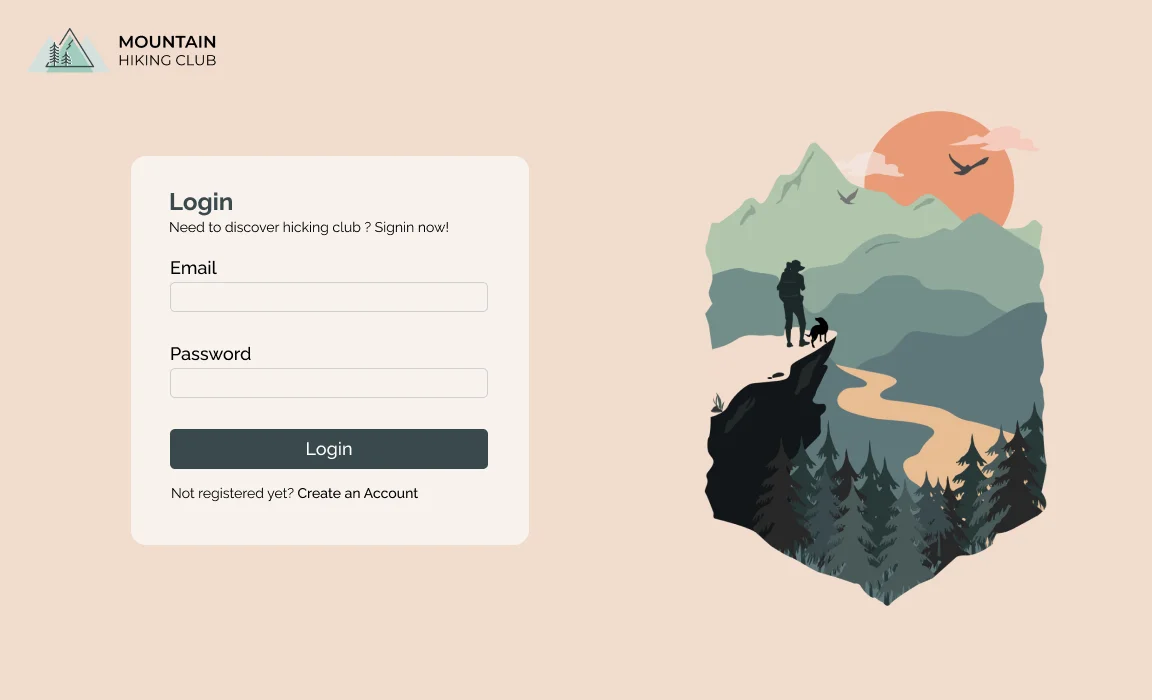 MOUNTAIN
HIKING CLUB
Login
Need to discover hicking club ? Signin now!
Email
Password
Login
Not registered yet? Create an Account